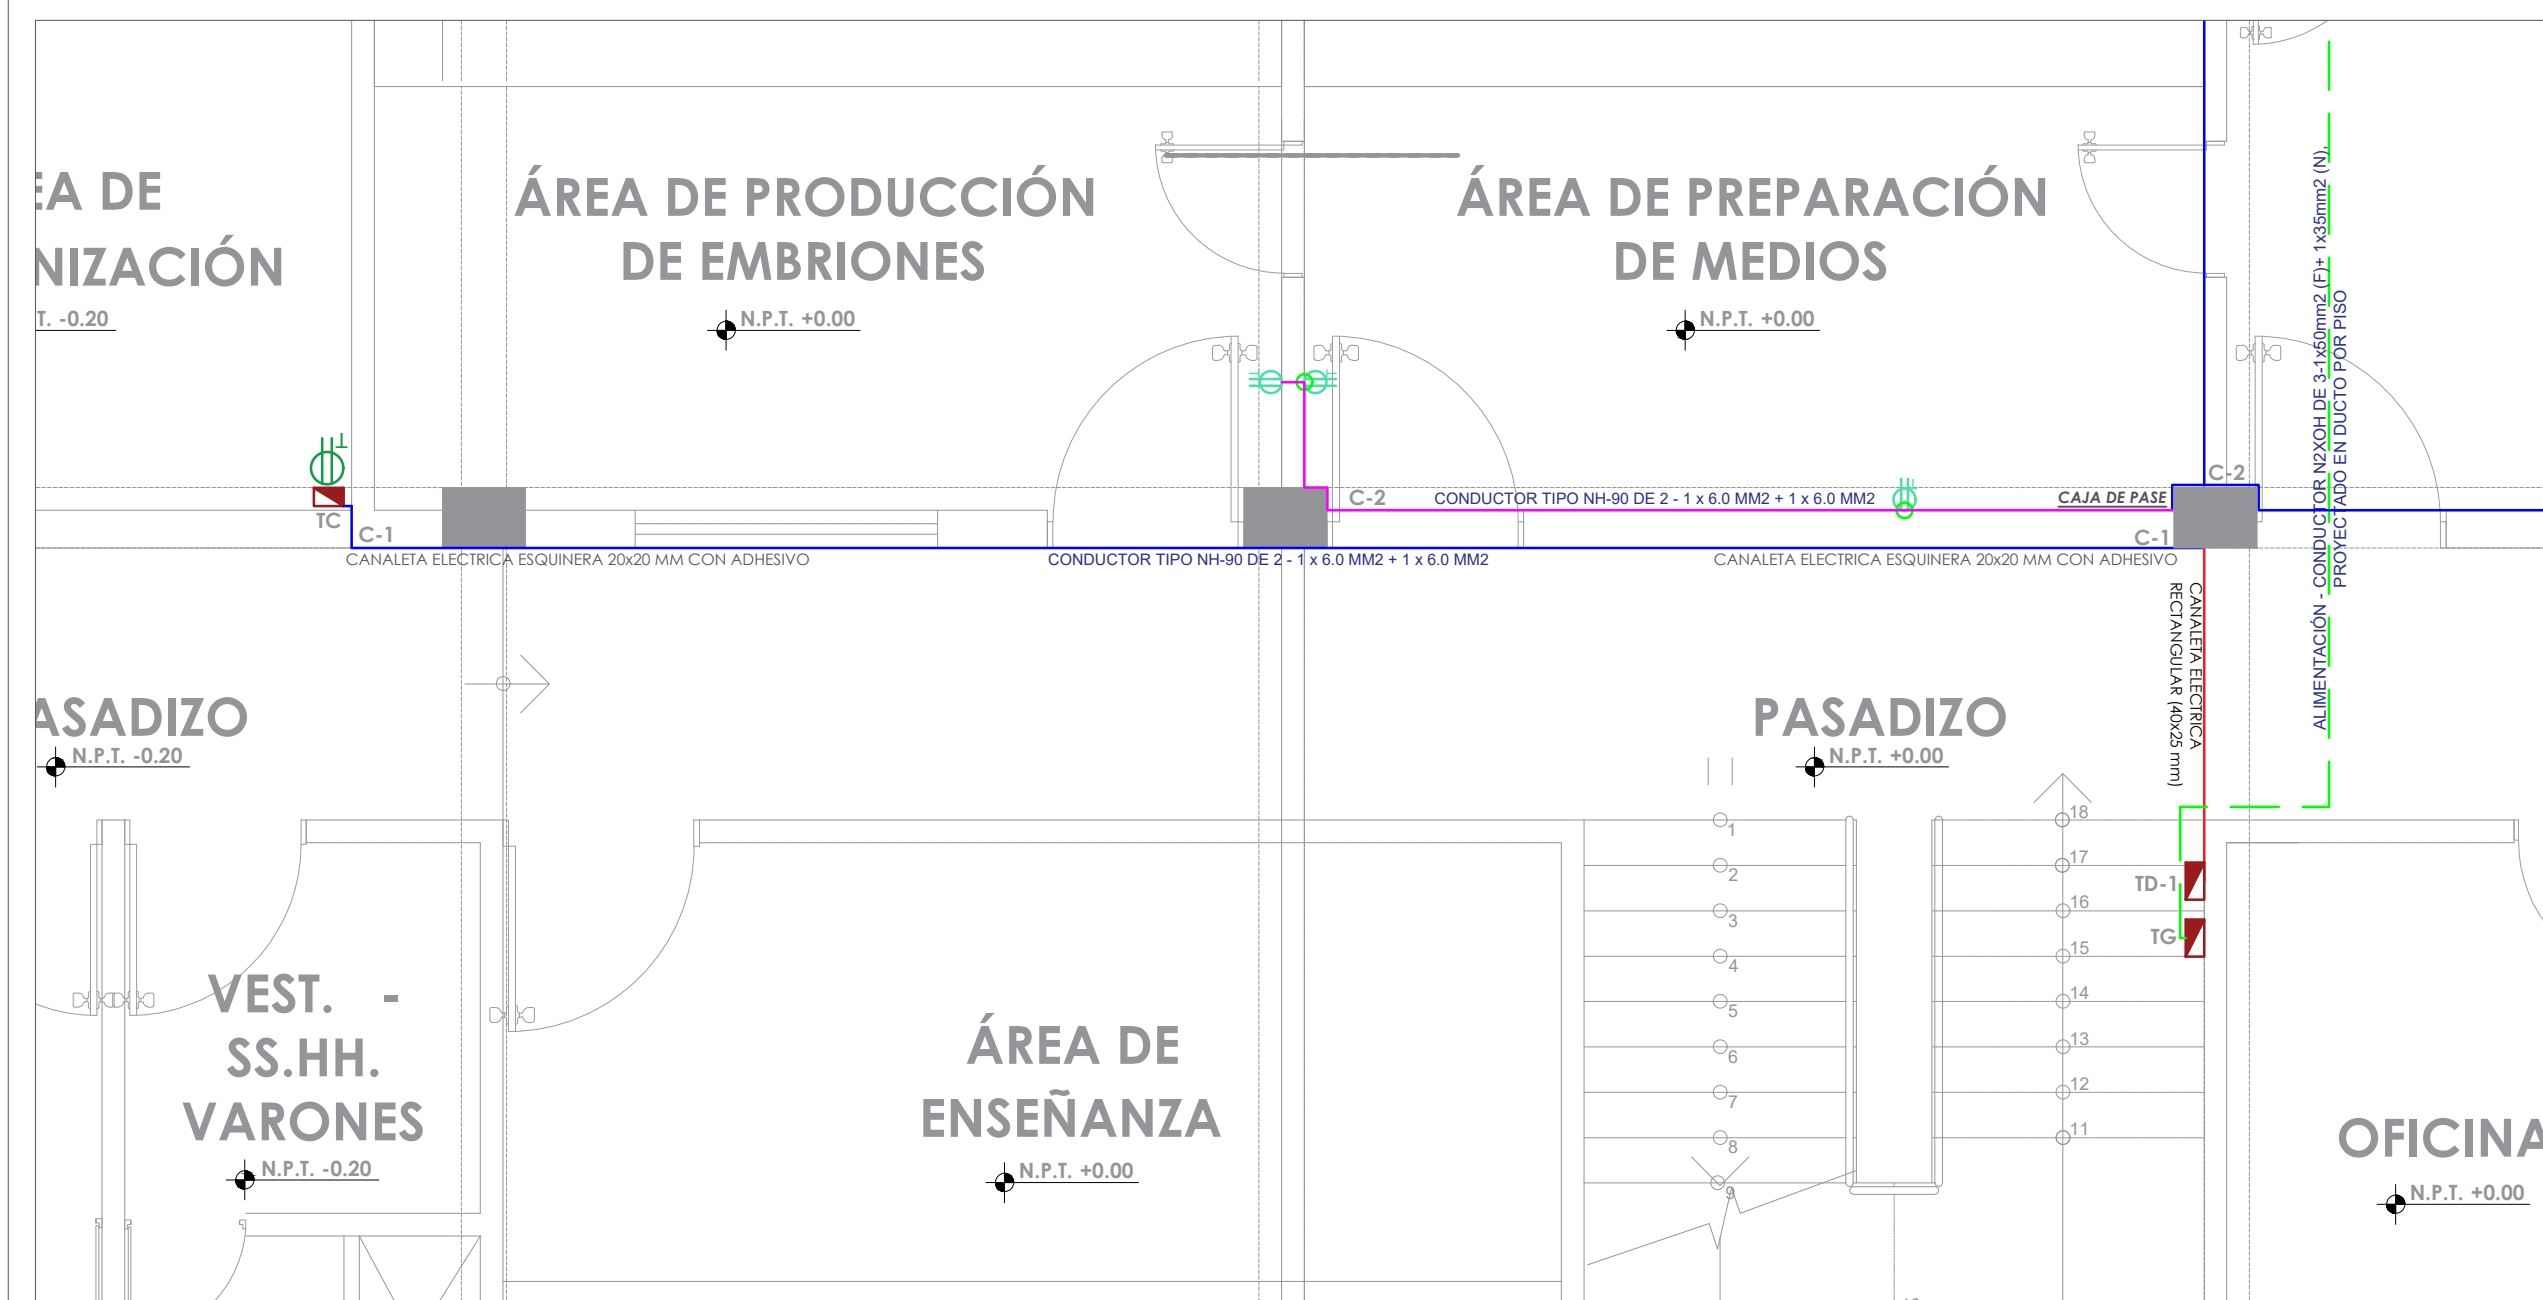 EA DE
NIZACIÓN
T. -0.20
ÁREA DE PRODUCCIÓN
DE EMBRIONES
N.P.T. +0.00
ÁREA DE PREPARACIÓN
DE MEDIOS
N.P.T. +0.00
TC
C-1
C-2
CONDUCTOR TIPO NH-90 DE 2 - 1 x 6.0 MM2 + 1 x 6.0 MM2
CAJA DE PASE
C-2
C-1
CANALETA ELECTRICA ESQUINERA 20x20 MM CON ADHESIVO
CONDUCTOR TIPO NH-90 DE 2 - 1 x 6.0 MM2 + 1 x 6.0 MM2
CANALETA ELECTRICA ESQUINERA 20x20 MM CON ADHESIVO
ALIMENTACIÓN - CONDUCTOR N2XOH DE 3-1x50mm2 (F)+ 1x35mm2 (N),
PROYECTADO EN DUCTO POR PISO
CANALETA ELECTRICA
RECTANGULAR (40x25 mm)
ASADIZO
N.P.T. -0.20
PASADIZO
N.P.T. +0.00
1
2
3
4
5
6
7
8
9
18
17
16
15
14
13
12
11
TD-1
TG
VEST. -
SS.HH.
VARONES
N.P.T. -0.20
ÁREA DE
ENSEÑANZA
N.P.T. +0.00
OFICINA
N.P.T. +0.00